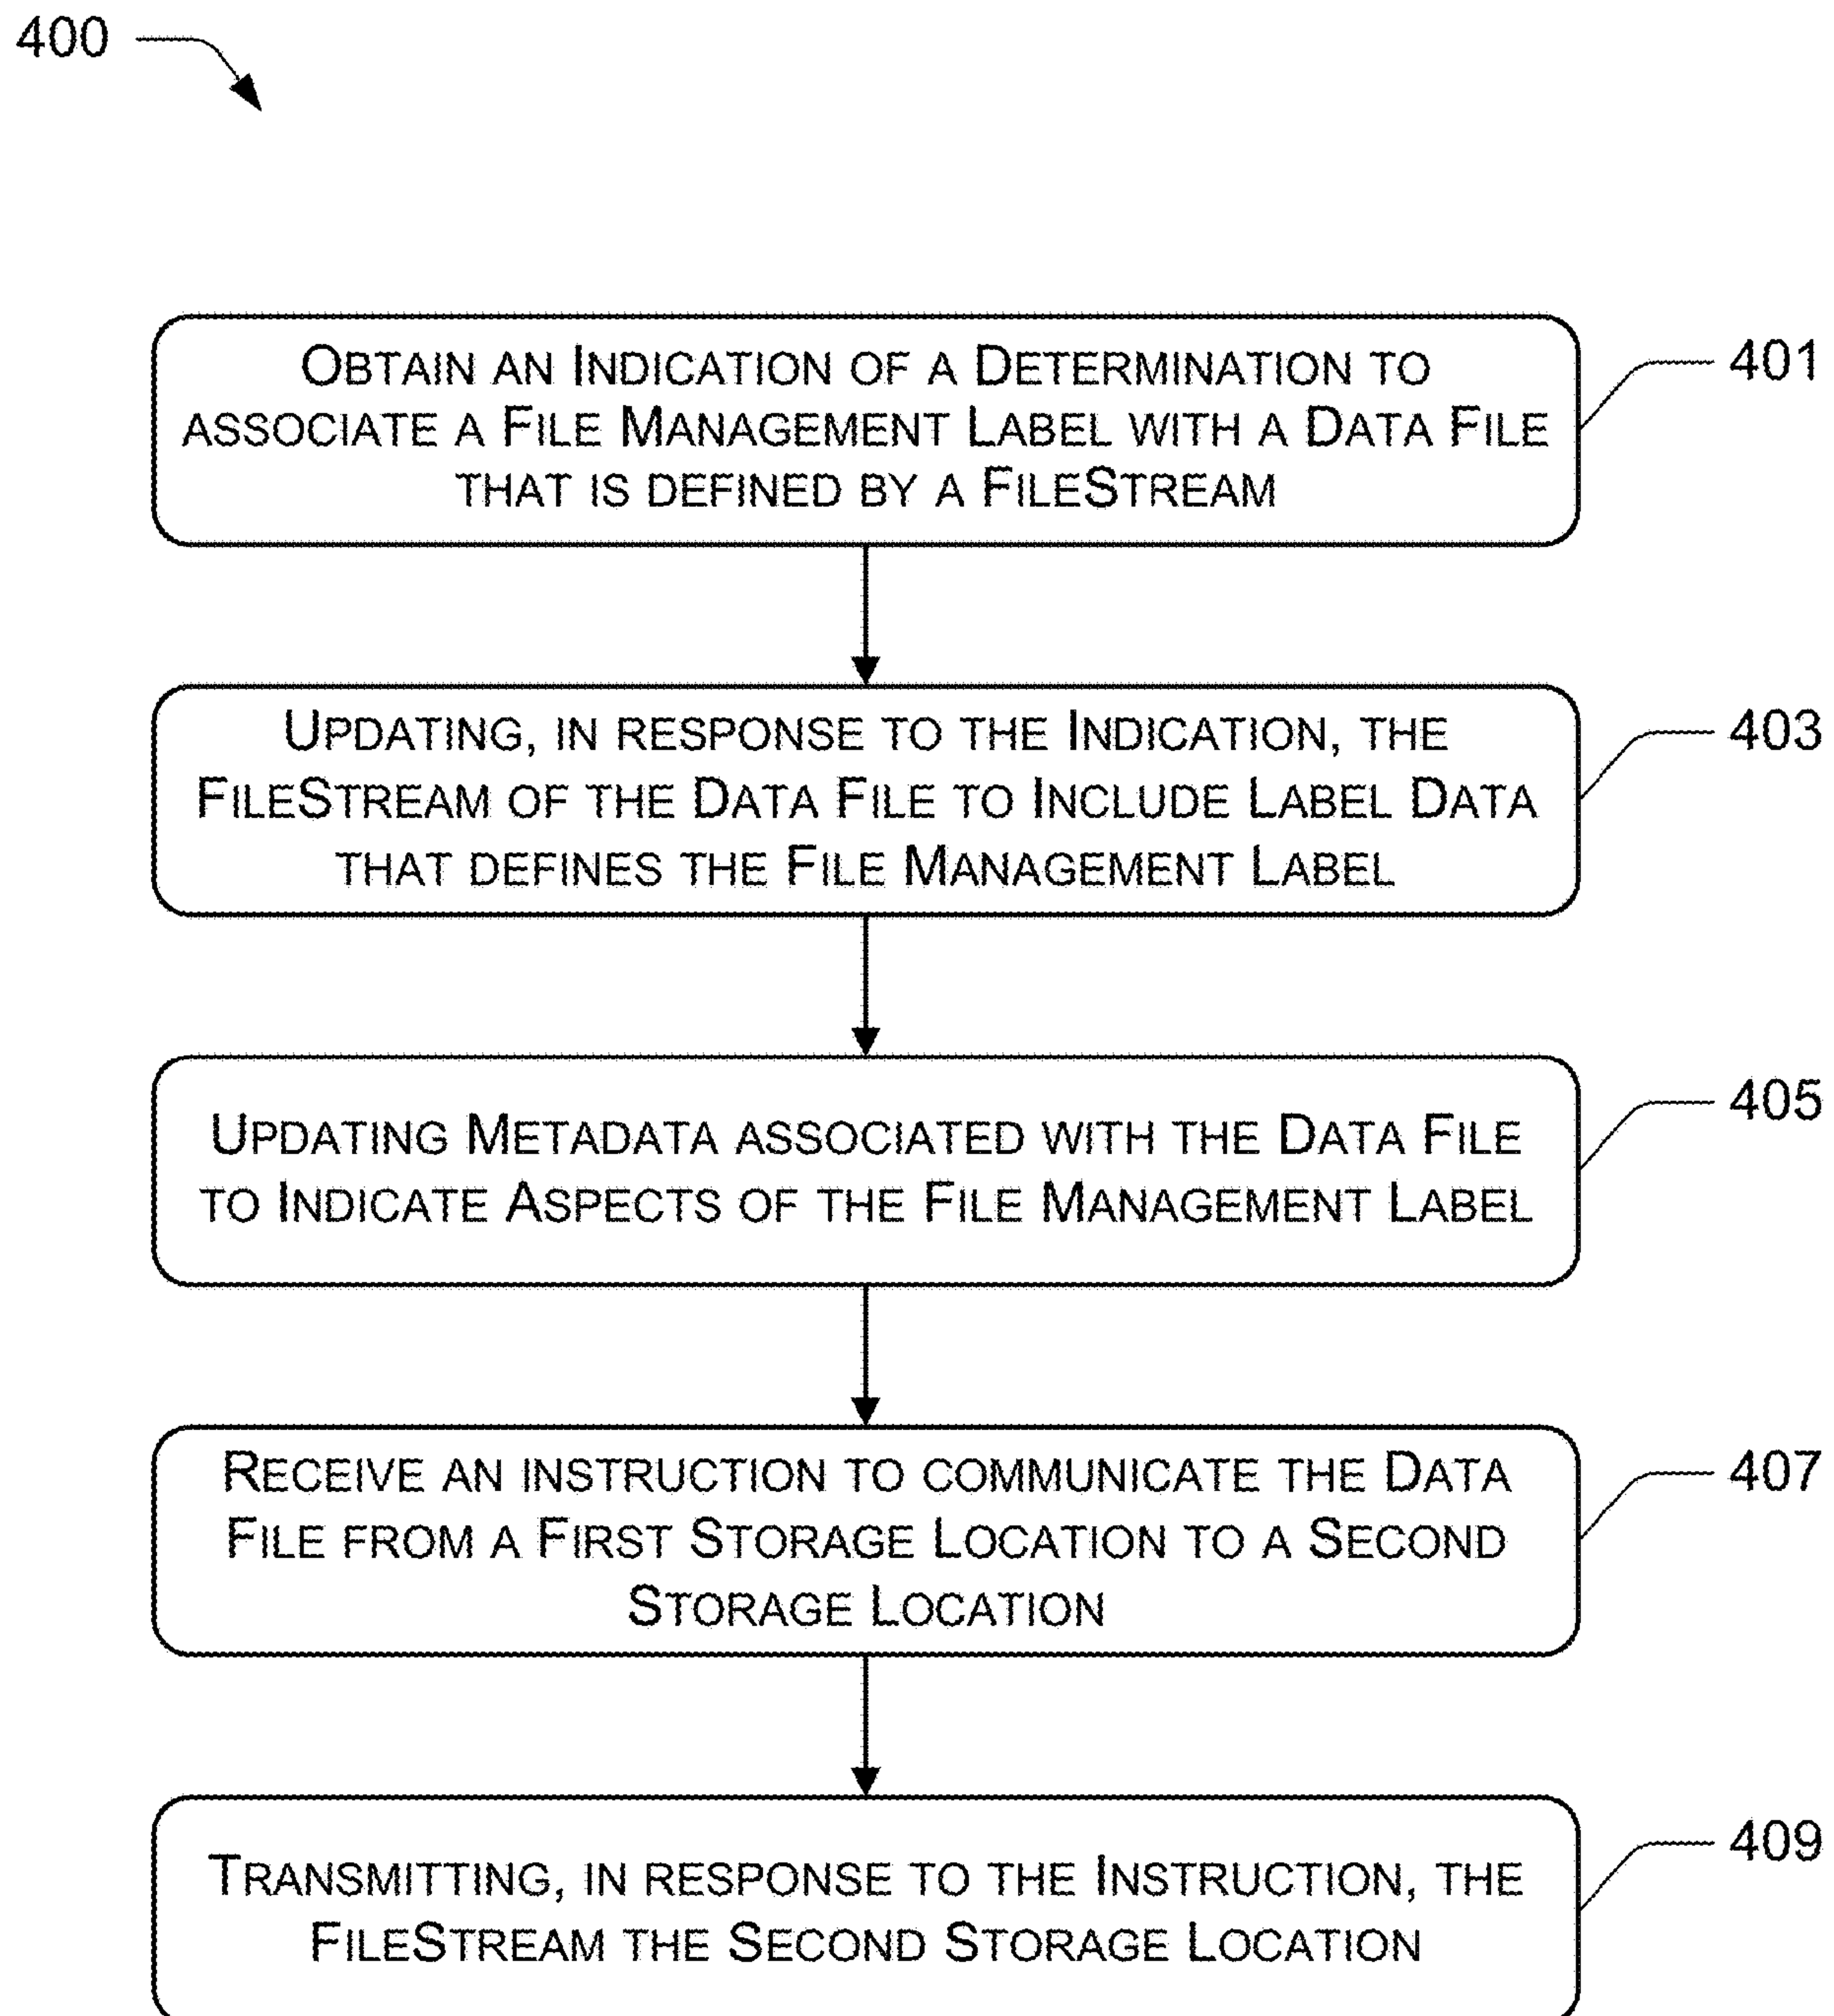 400
OBTAIN AN INDICATION OF A DETERMINATION TO
ASSOCIATE A FILE MANAGEMENT LABEL WITH A DATA FILE
THAT IS DEFINED BY A FILESTREAM
401
UPDATING, IN RESPONSE TO THE INDICATION, THE
FILESTREAM OF THE DATA FILE TO INCLUDE LABEL DATA
THAT DEFINES THE FILE MANAGEMENT LABEL
403
UPDATING METADATA ASSOCIATED WITH THE DATA FILE
TO INDICATE ASPECTS OF THE FILE MANAGEMENT LABEL
405
RECEIVE AN INSTRUCTION TO COMMUNICATE THE DATA
FILE FROM A FIRST STORAGE LOCATION TO A SECOND
STORAGE LOCATION
407
TRANSMITTING, IN RESPONSE TO THE INSTRUCTION, THE
FILESTREAM THE SECOND STORAGE LOCATION
409